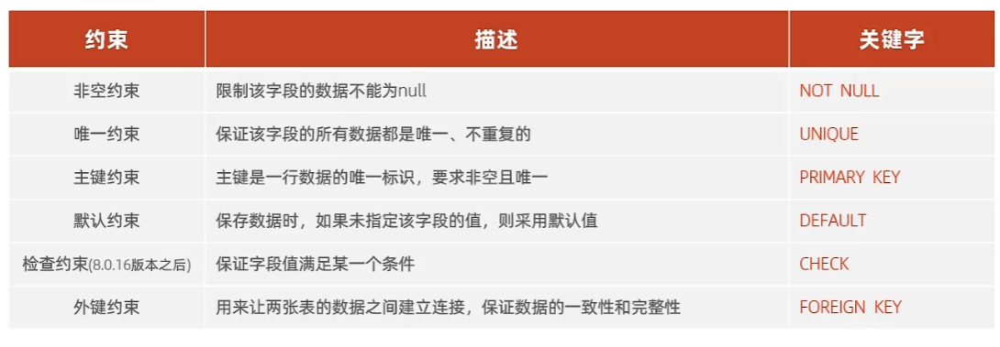 约束 描述 关键字
非空约束 限制该字段的数据不能为null NOT NULL
唯一约束 保证该字段的所有数据都是唯一、不重复的 UNIQUE
主键约束 主键是一行数据的唯一标识，要求非空且唯一 PRIMARY KEY
默认约束 保存数据时，如果未指定该字段的值，则采用默认值 DEFAULT
检查约束(8.0.16版本之后) 保证字段值满足某一个条件 CHECK
外键约束 用来让两张表的数据之间建立连接，保证数据的一致性和完整性 FOREIGN KEY